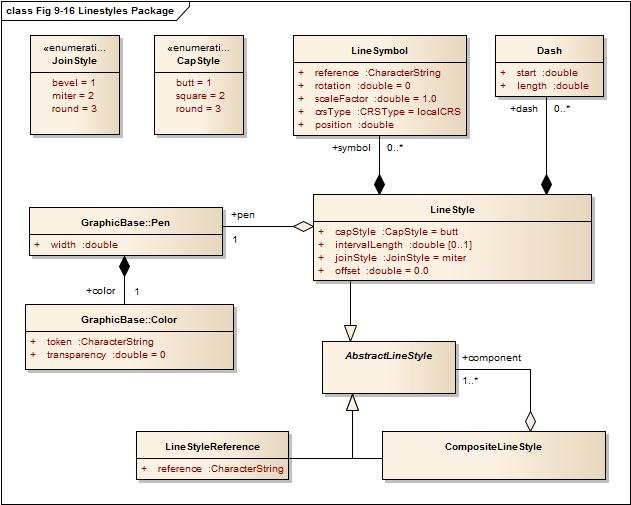 class Fig 9-16 Linestyles Package
«enumerati...
JoinStyle
bevel = 1
miter = 2
round = 3
«enumerati...
CapStyle
butt = 1
square = 2
round = 3
LineSymbol
+ reference :CharacterString
+ rotation :double = 0
+ scaleFactor :double = 1.0
+ crsType :CRSType = localCRS
+ position :double
Dash
+ start :double
+ length :double
+symbol 0..*
+dash 0..*
GraphicBase::Pen
+ width :double
+pen
1
LineStyle
+ capStyle :CapStyle = butt
+ intervalLength :double [0..1]
+ joinStyle :JoinStyle = miter
+ offset :double = 0.0
+color 1
GraphicBase::Color
+ token :CharacterString
+ transparency :double = 0
AbstractLineStyle
+component
1..*
LineStyleReference
+ reference :CharacterString
CompositeLineStyle